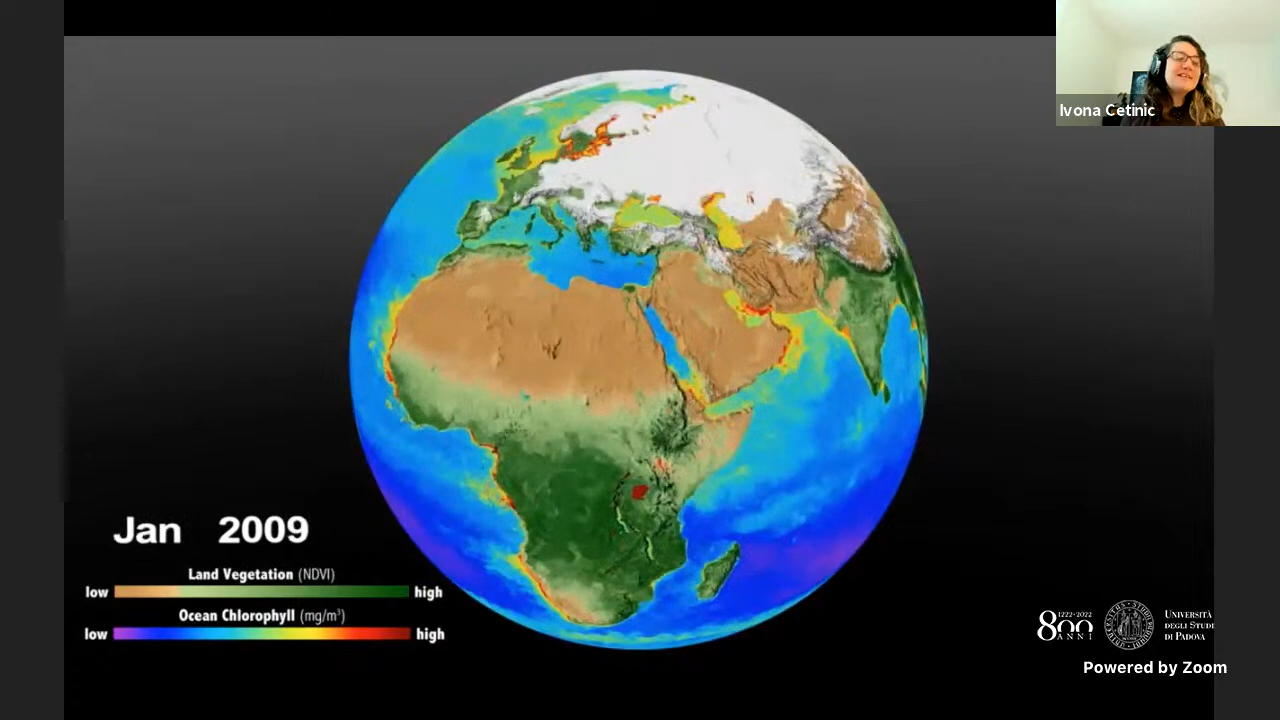 Ivona Cetinic
Jan 2009
Land Vegetation (NDVI)
low high
Ocean Chlorophyll (mg/m³)
low high
1222·2022
800
ANNI
UNIVERSITÀ
DEGLI STUDI
DI PADOVA
Powered by Zoom